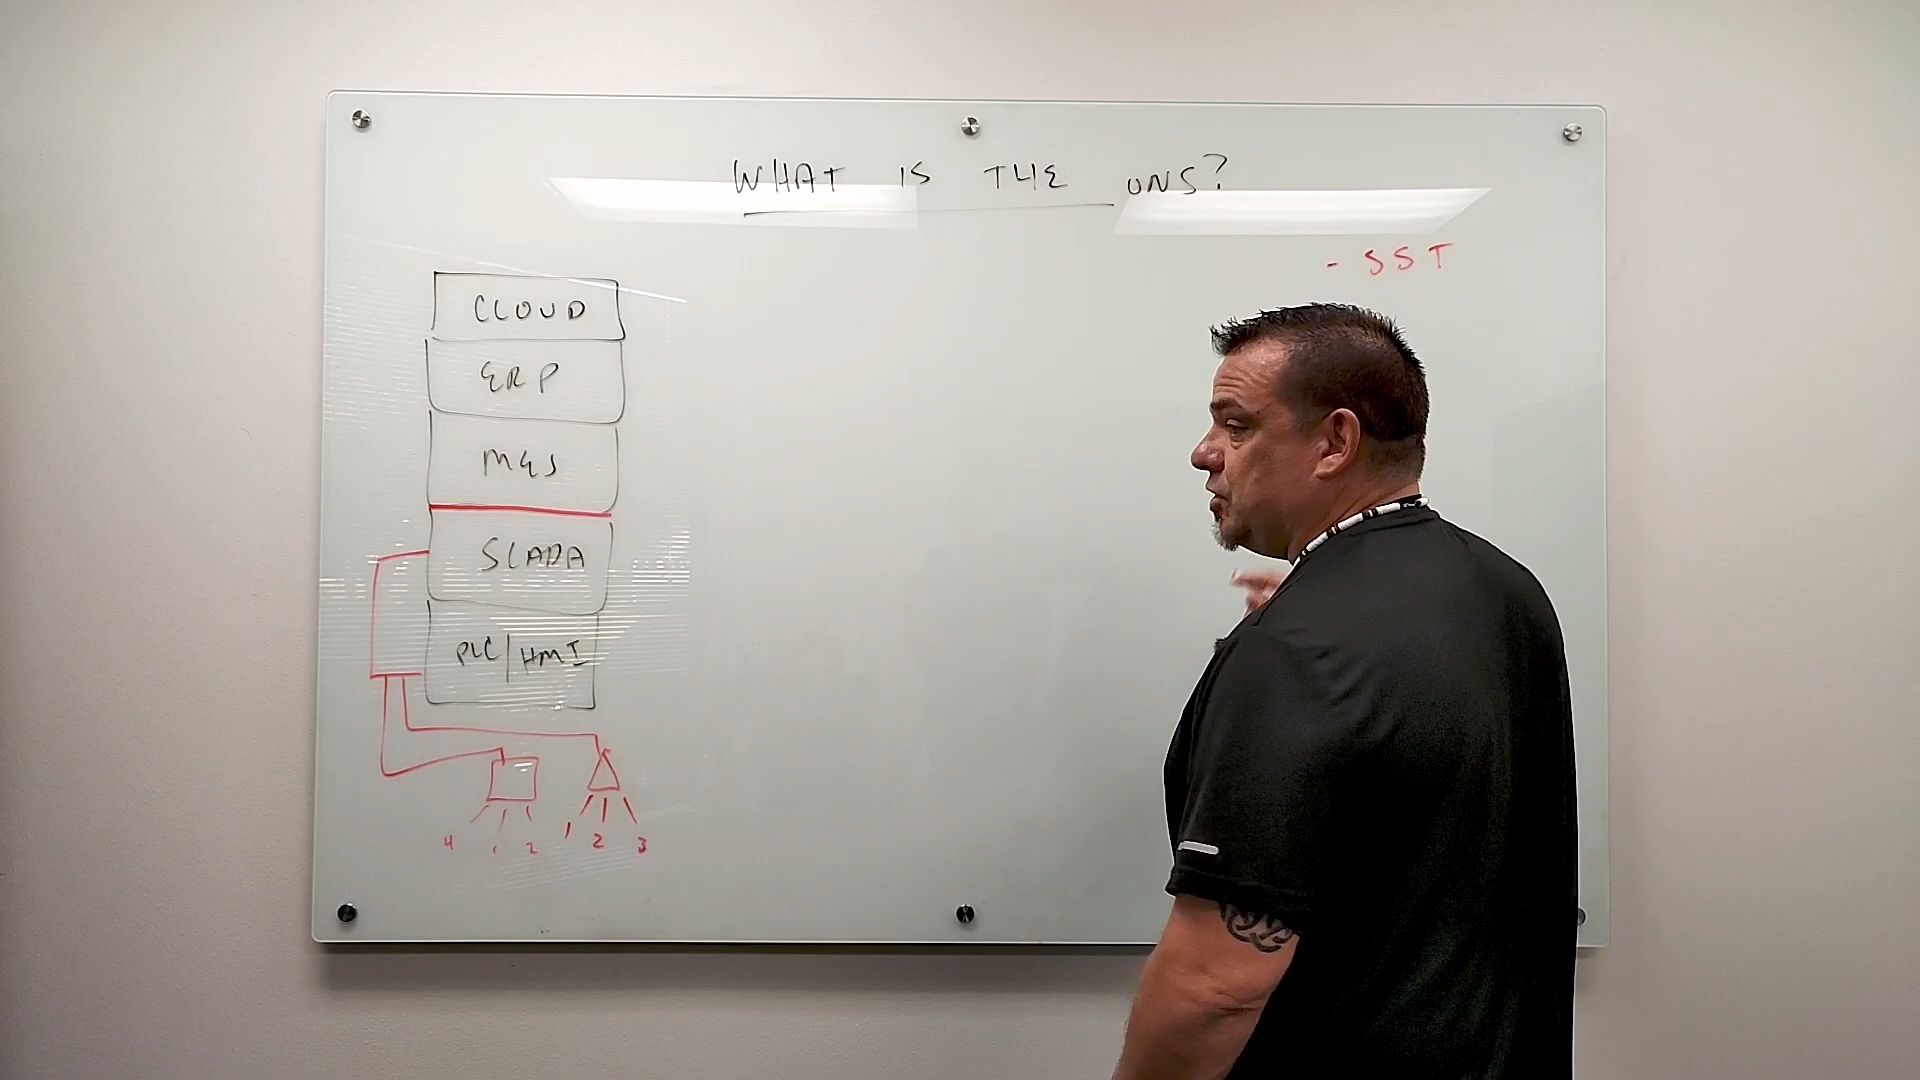 WHAT IS THE UNS?
- SST
CLOUD
ERP
MES
SCADA
PLC/HMI
4 1 2 1 2 3